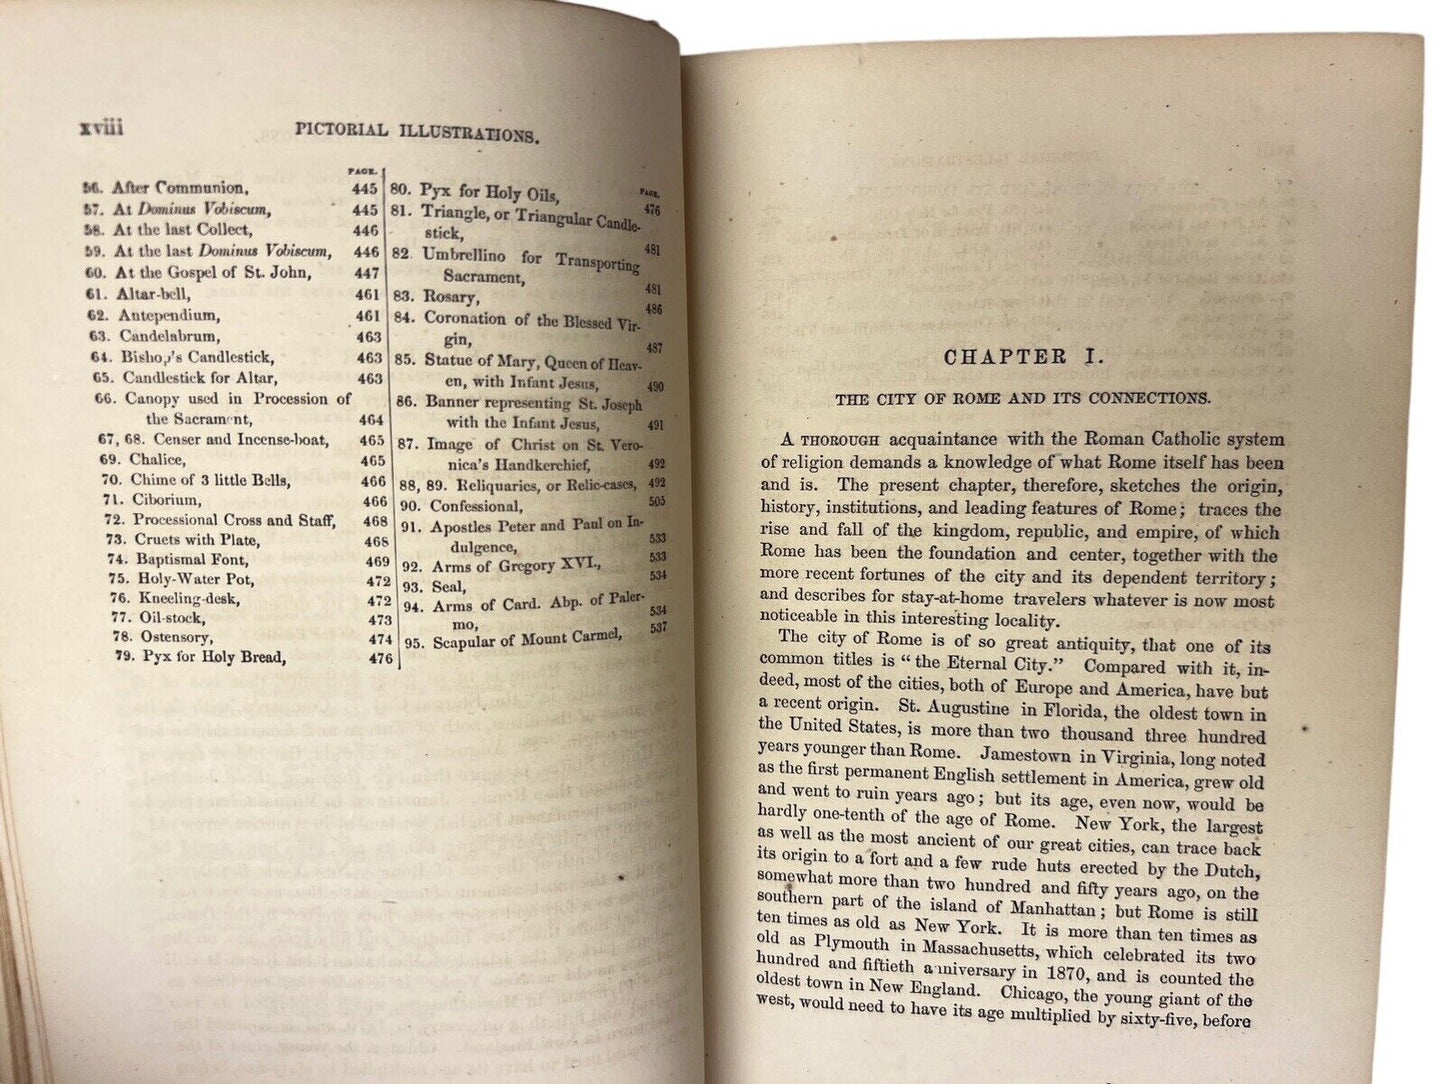 xviii PICTORIAL ILLUSTRATIONS.
PAGE.
56. After Communion, 445
57. At Dominus Vobiscum, 445
58. At the last Collect, 446
59. At the last Dominus Vobiscum, 446
60. At the Gospel of St. John, 447
61. Altar-bell, 461
62. Antependium, 461
63. Candelabrum, 463
64. Bishop's Candlestick, 463
65. Candlestick for Altar, 463
66. Canopy used in Procession of
the Sacrament, 464
67, 68. Censer and Incense-boat, 465
69. Chalice, 465
70. Chime of 3 little Bells, 466
71. Ciborium, 466
72. Processional Cross and Staff, 468
73. Cruets with Plate, 468
74. Baptismal Font, 469
75. Holy-Water Pot, 472
76. Kneeling-desk, 472
77. Oil-stock, 473
78. Ostensory, 474
79. Pyx for Holy Bread, 476
PAGE.
80. Pyx for Holy Oils, 476
81. Triangle, or Triangular Candle-
stick, 481
82 Umbrellino for Transporting
Sacrament, 481
83. Rosary, 486
84. Coronation of the Blessed Vir-
gin, 487
85. Statue of Mary, Queen of Heav-
en, with Infant Jesus, 490
86. Banner representing St. Joseph
with the Infant Jesus, 491
87. Image of Christ on St. Vero-
nica's Handkerchief, 492
88, 89. Reliquaries, or Relic-cases, 492
90. Confessional, 505
91. Apostles Peter and Paul on In-
dulgence, 533
92. Arms of Gregory XVI., 533
93. Seal, 534
94. Arms of Card. Abp. of Paler-
mo, 534
95. Scapular of Mount Carmel, 537
CHAPTER I.
THE CITY OF ROME AND ITS CONNECTIONS.
A THOROUGH acquaintance with the Roman Catholic system
of religion demands a knowledge of what Rome itself has been
and is. The present chapter, therefore, sketches the origin,
history, institutions, and leading features of Rome; traces the
rise and fall of the kingdom, republic, and empire, of which
Rome has been the foundation and center, together with the
more recent fortunes of the city and its dependent territory;
and describes for stay-at-home travelers whatever is now most
noticeable in this interesting locality.
The city of Rome is of so great antiquity, that one of its
common titles is "the Eternal City." Compared with it, in-
deed, most of the cities, both of Europe and America, have but
a recent origin. St. Augustine in Florida, the oldest town in
the United States, is more than two thousand three hundred
years younger than Rome. Jamestown in Virginia, long noted
as the first permanent English settlement in America, grew old
and went to ruin years ago; but its age, even now, would be
hardly one-tenth of the age of Rome. New York, the largest
as well as the most ancient of our great cities, can trace back
its origin to a fort and a few rude huts erected by the Dutch,
somewhat more than two hundred and fifty years ago, on the
southern part of the island of Manhattan; but Rome is still
ten times as old as New York. It is more than ten times as
old as Plymouth in Massachusetts, which celebrated its two
hundred and fiftieth anniversary in 1870, and is counted the
oldest town in New England. Chicago, the young giant of the
west, would need to have its age multiplied by sixty-five, before